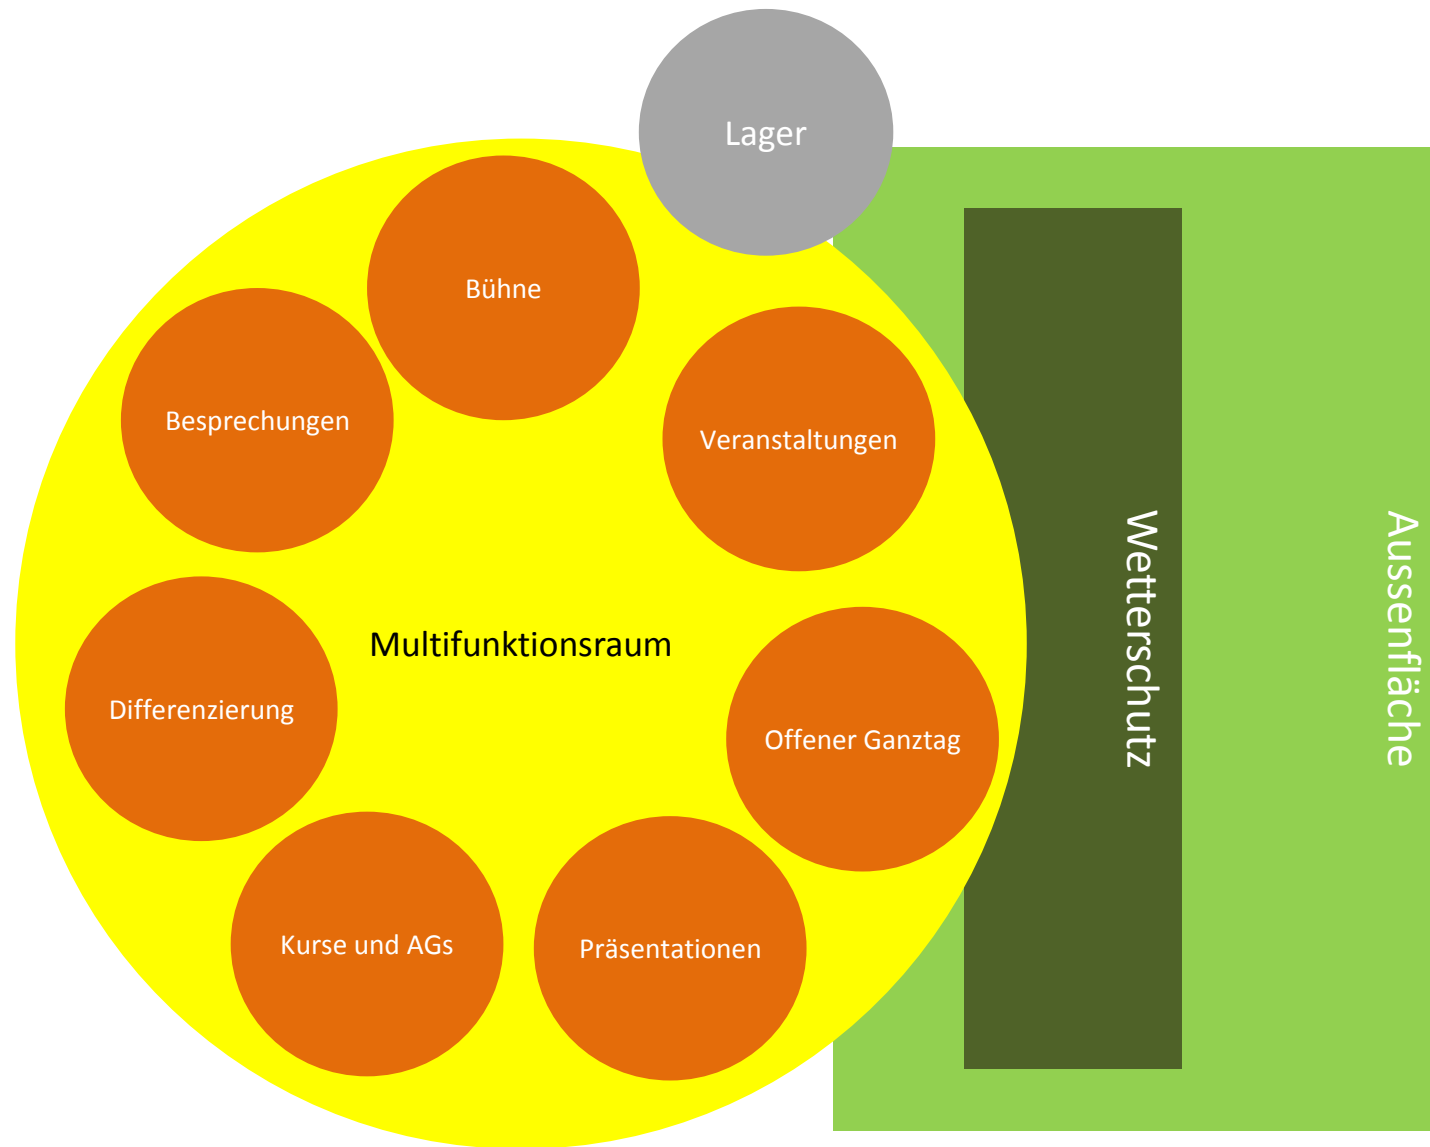 Lager
Bühne
Besprechungen
Veranstaltungen
Multifunktionsraum
Differenzierung
Offener Ganztag
Kurse und AGs
Präsentationen
Wetterschutz
Aussenfläche